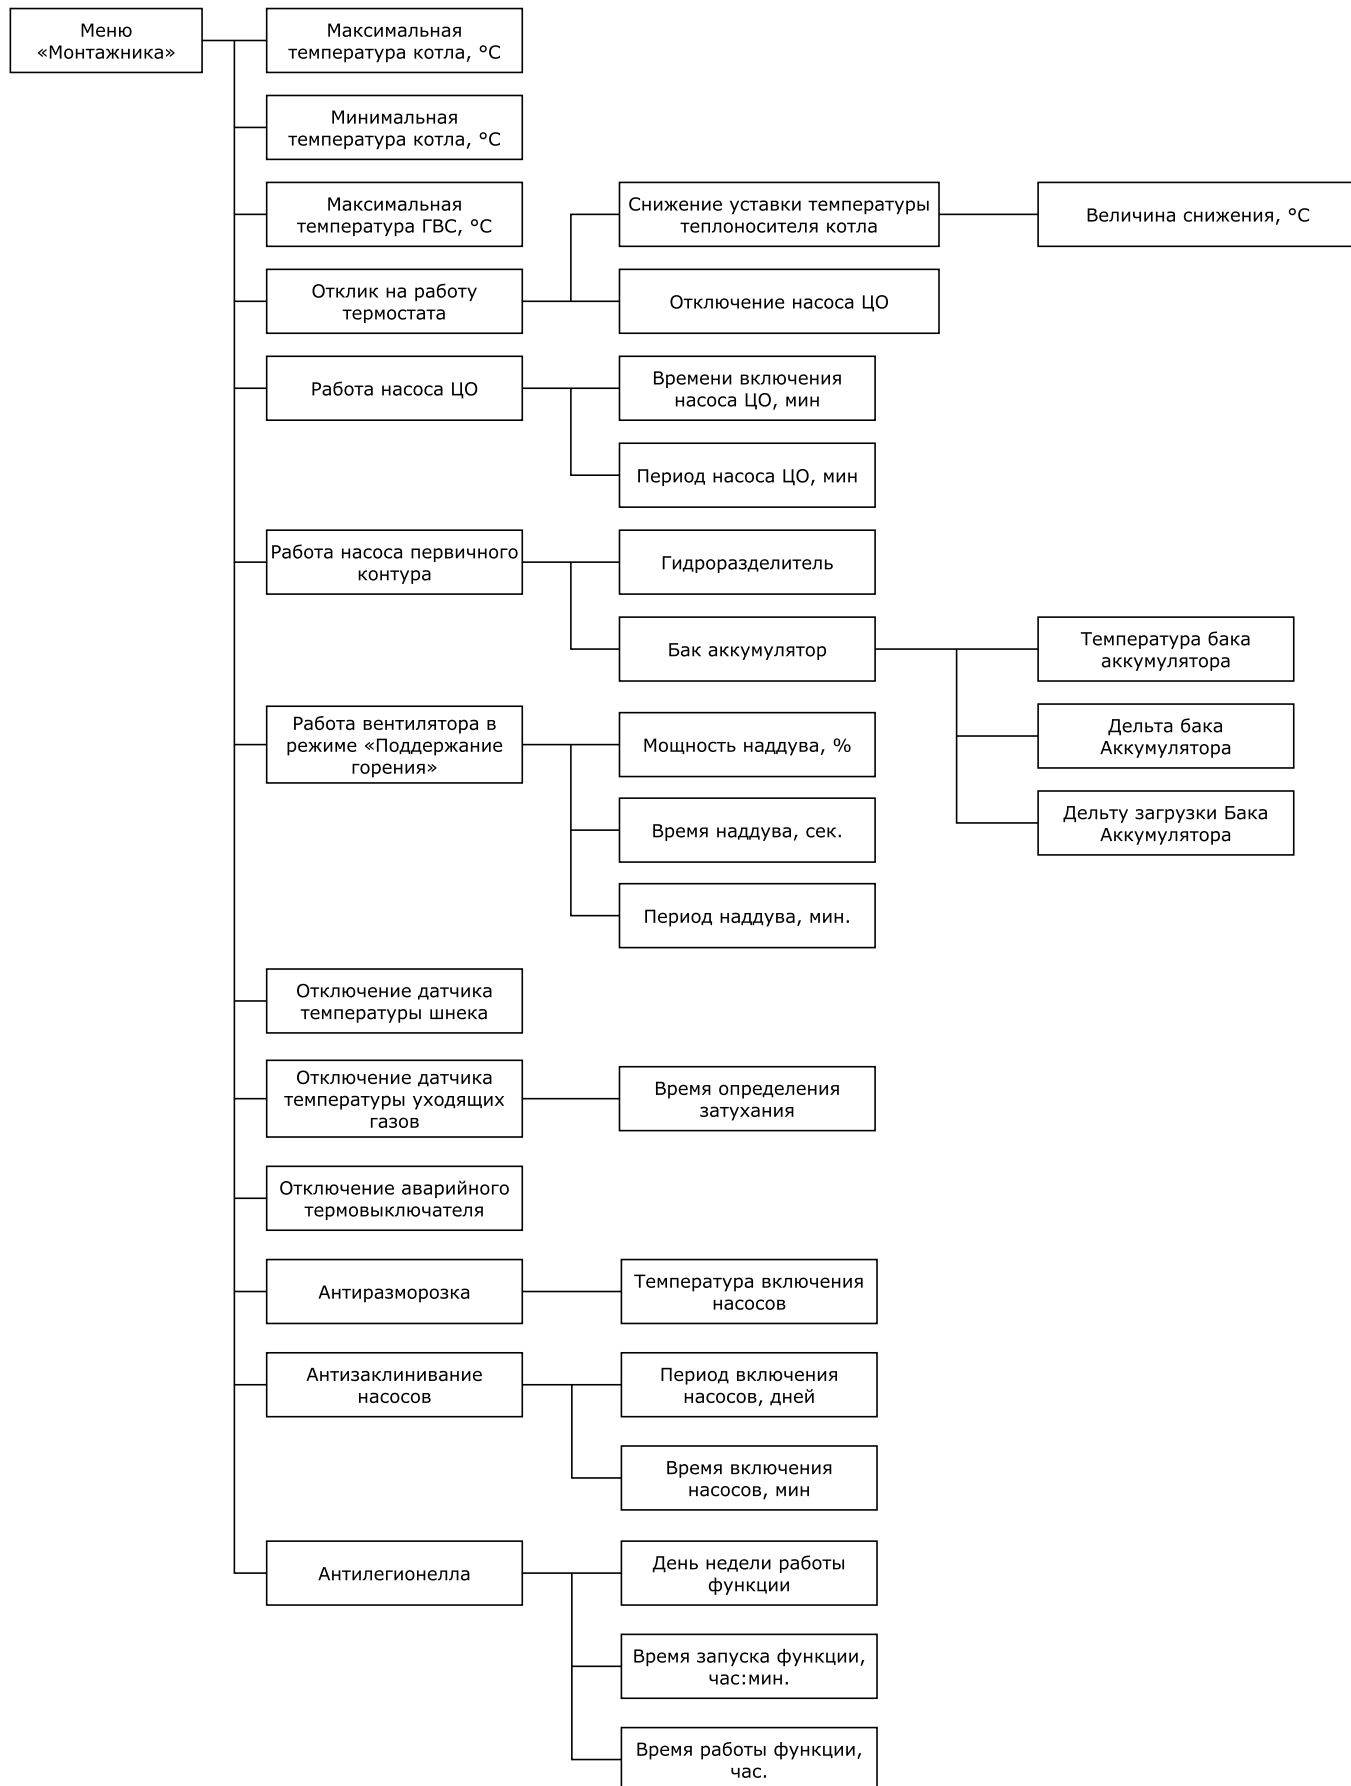 Меню
«Монтажника»
Максимальная
температура котла, °С
Минимальная
температура котла, °С
Максимальная
температура ГВС, °С
Снижение уставки температуры
теплоносителя котла
Величина снижения, °С
Отклик на работу
термостата
Отключение насоса ЦО
Работа насоса ЦО
Времени включения
насоса ЦО, мин
Период насоса ЦО, мин
Работа насоса первичного
контура
Гидроразделитель
Бак аккумулятор
Температура бака
аккумулятора
Дельта бака
Аккумулятора
Дельту загрузки Бака
Аккумулятора
Работа вентилятора в
режиме «Поддержание
горения»
Мощность наддува, %
Время наддува, сек.
Период наддува, мин.
Отключение датчика
температуры шнека
Отключение датчика
температуры уходящих
газов
Время определения
затухания
Отключение аварийного
термовыключателя
Антиразморозка
Температура включения
насосов
Антизаклинивание
насосов
Период включения
насосов, дней
Время включения
насосов, мин
Антилегионелла
День недели работы
функции
Время запуска функции,
час:мин.
Время работы функции,
час.